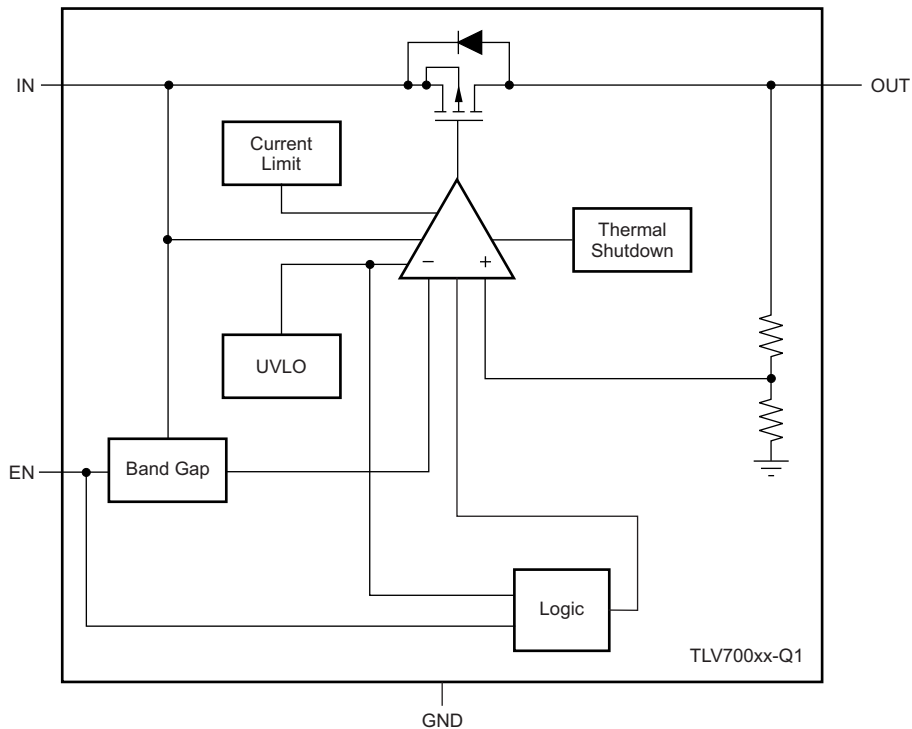 IN
OUT
Current
Limit
Thermal
Shutdown
−
+
UVLO
EN
Band Gap
Logic
TLV700xx-Q1
GND